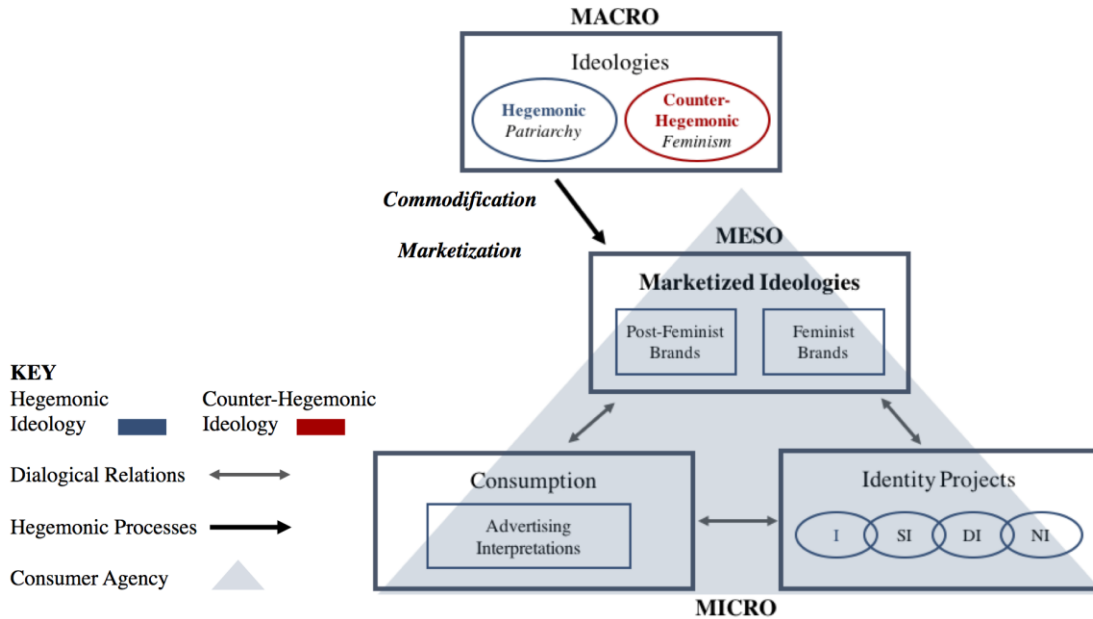 MACRO
Ideologies
Hegemonic
Patriarchy
Counter-
Hegemonic
Feminism
Commodification
Marketization
MESO
Marketized Ideologies
Post-Feminist
Brands
Feminist
Brands
KEY
Hegemonic
Ideology
Counter-Hegemonic
Ideology
Dialogical Relations
Hegemonic Processes
Consumer Agency
Consumption
Advertising
Interpretations
Identity Projects
I
SI
DI
NI
MICRO